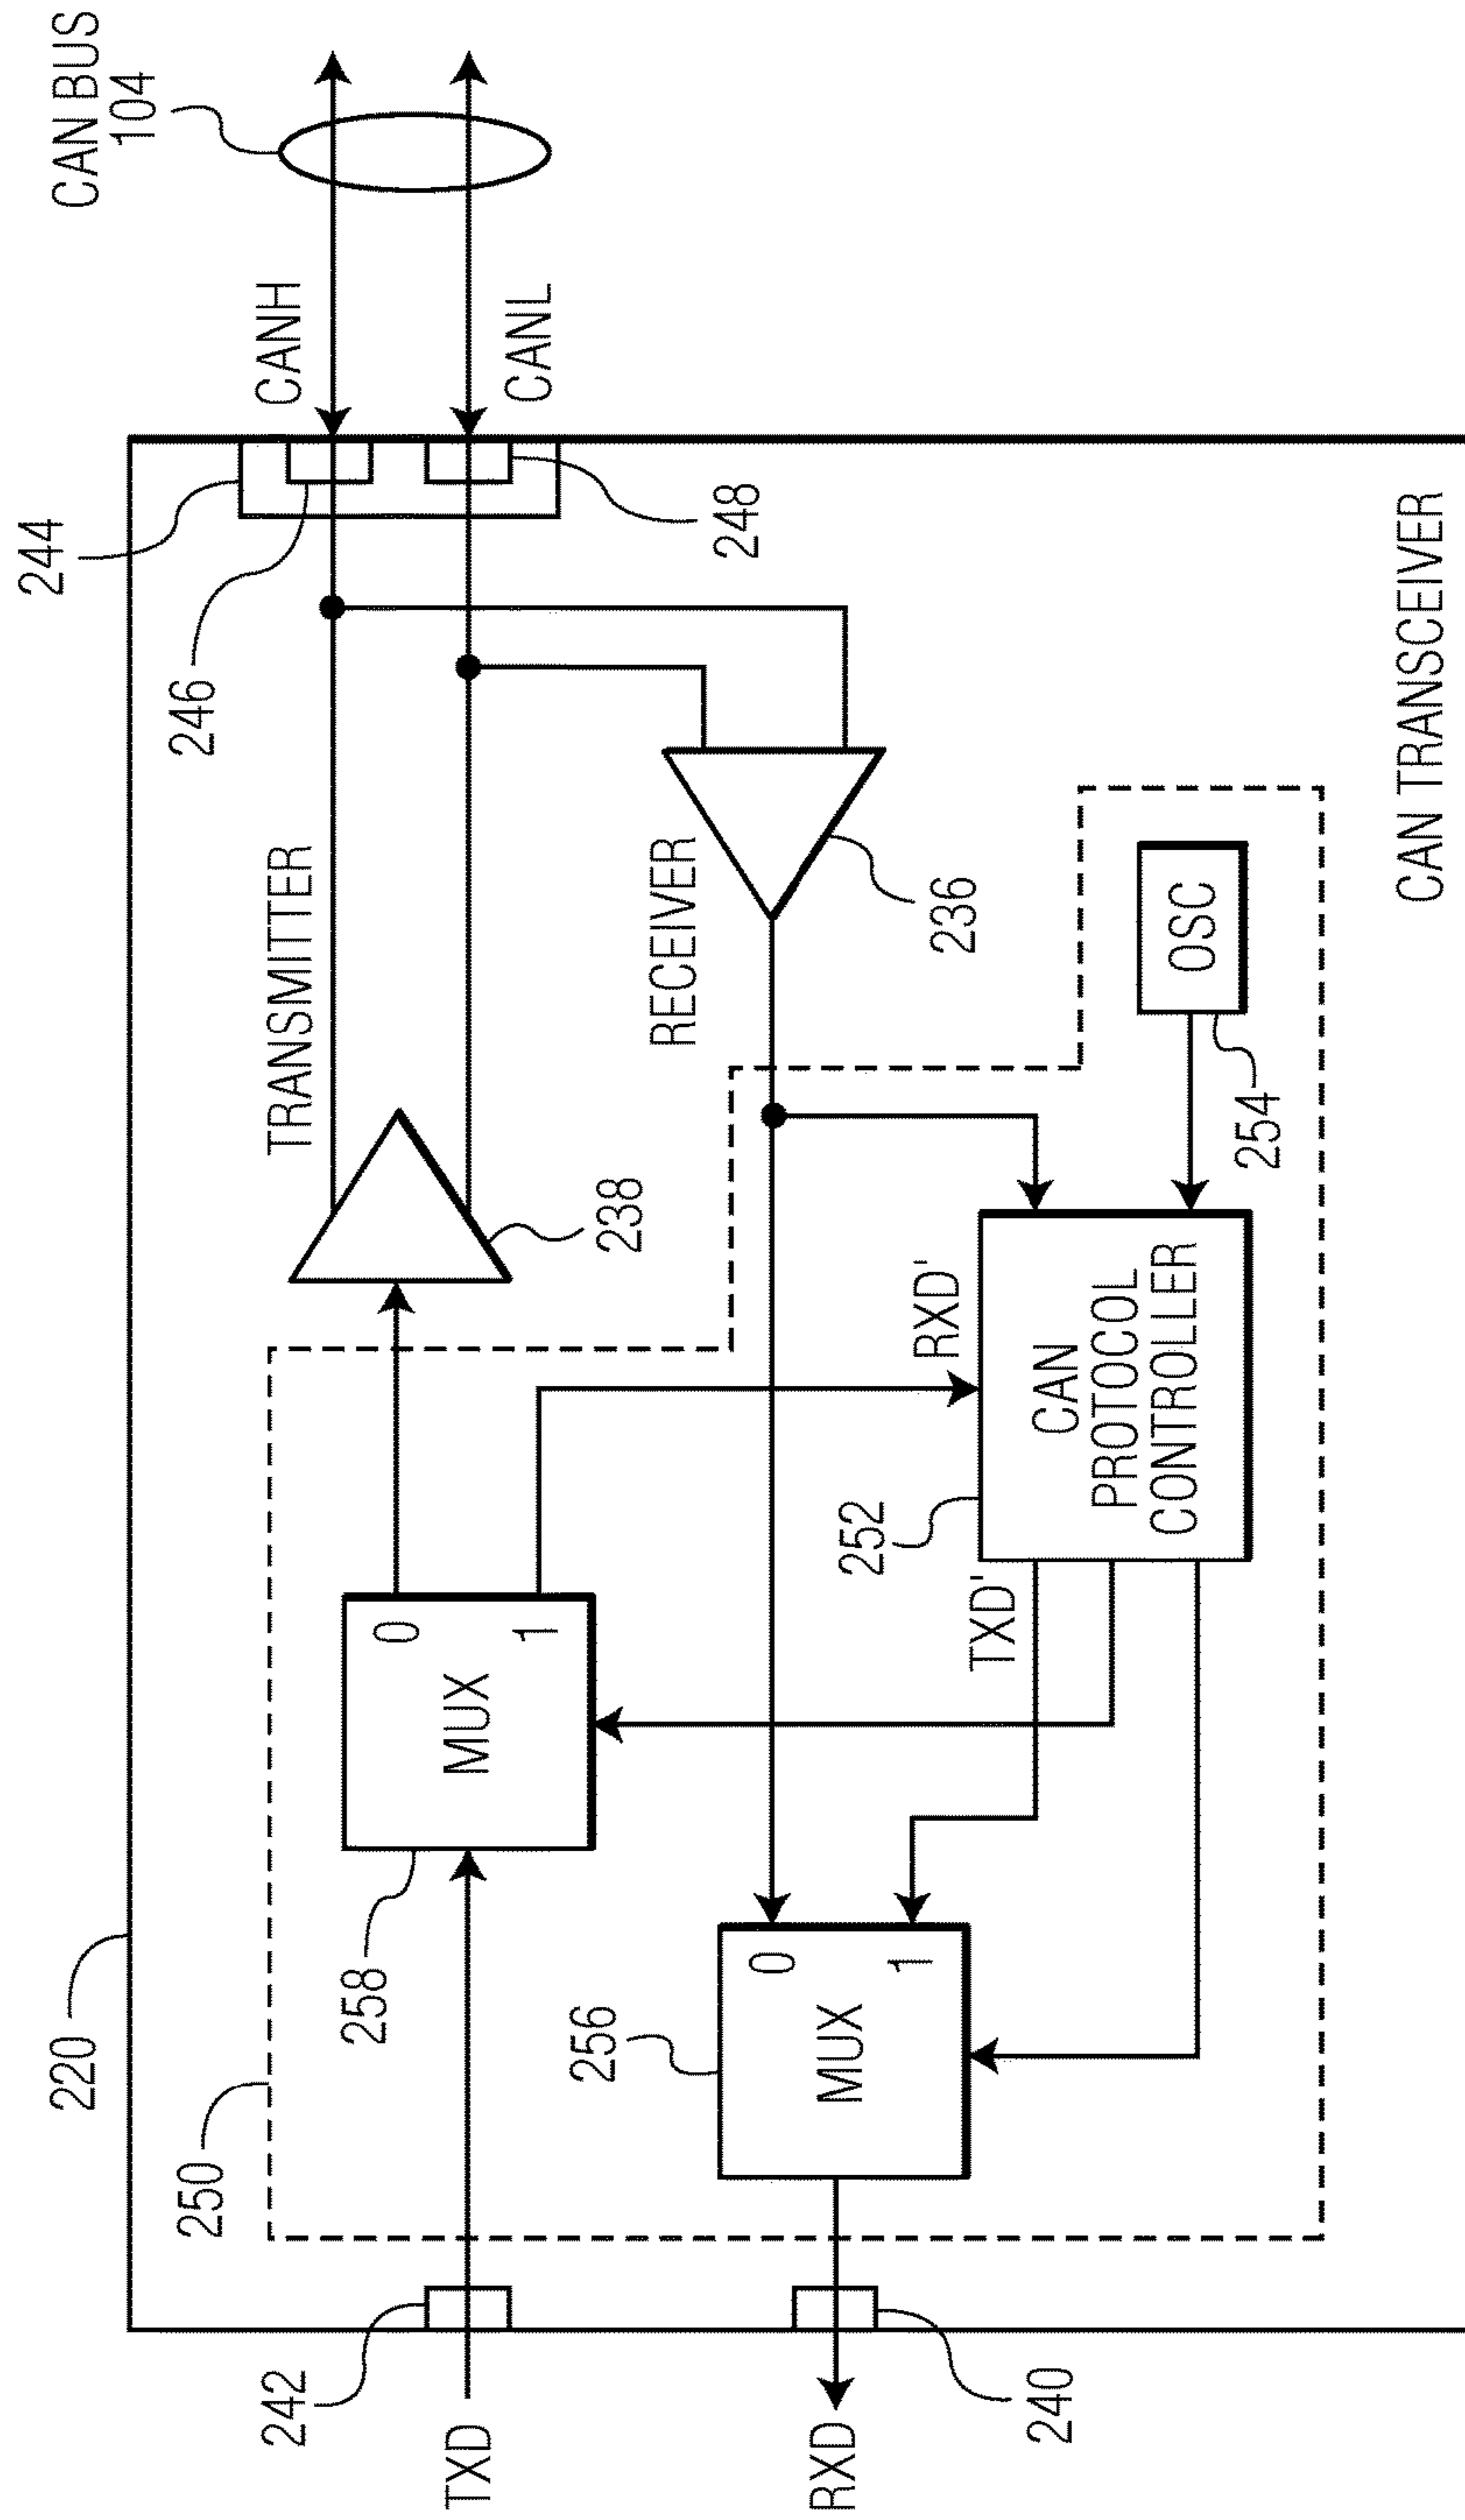 CAN BUS
104
CANH
CANL
244
246
248
TRANSMITTER
238
RECEIVER
236
OSC
254
CAN TRANSCEIVER
RXD'
CAN
PROTOCOL
CONTROLLER
252
TXD'
0
1
MUX
258
0
1
MUX
256
220
250
242
TXD
240
RXD